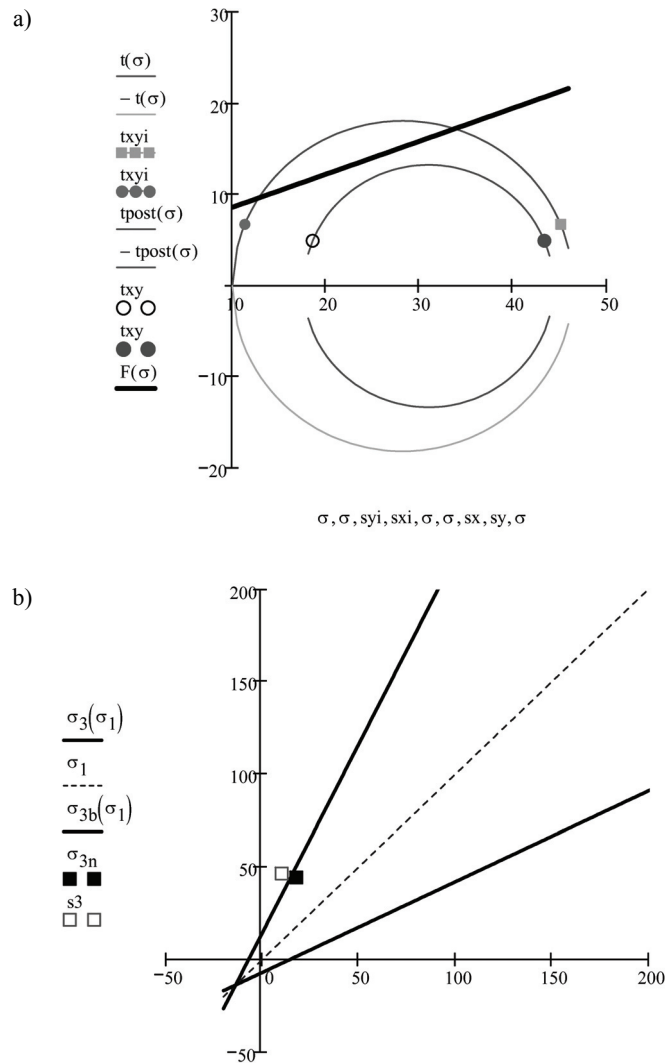 a)
30
20
10
10
20
30
40
50
−10
−20
t(σ)
− t(σ)
txyi
txyi
tpost(σ)
− tpost(σ)
txy
txy
F(σ)
σ, σ, syi, sxi, σ, σ, sx, sy, σ
b)
200
150
100
50
−50
0
50
100
150
200
−50
σ3(σ1)
σ1
σ3b(σ1)
σ3n
s3